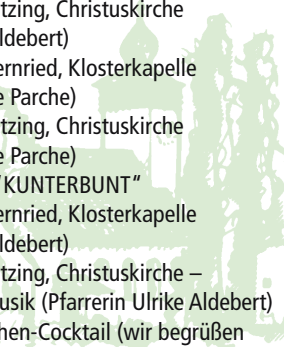 tzing, Christuskirche
ldebert)
ernried, Klosterkapelle
e Parche)
tzing, Christuskirche
e Parche)
"KUNTERBUNT"
ernried, Klosterkapelle
ldebert)
tzing, Christuskirche –
usik (Pfarrerin Ulrike Aldebert)
hen-Cocktail (wir begrüßen